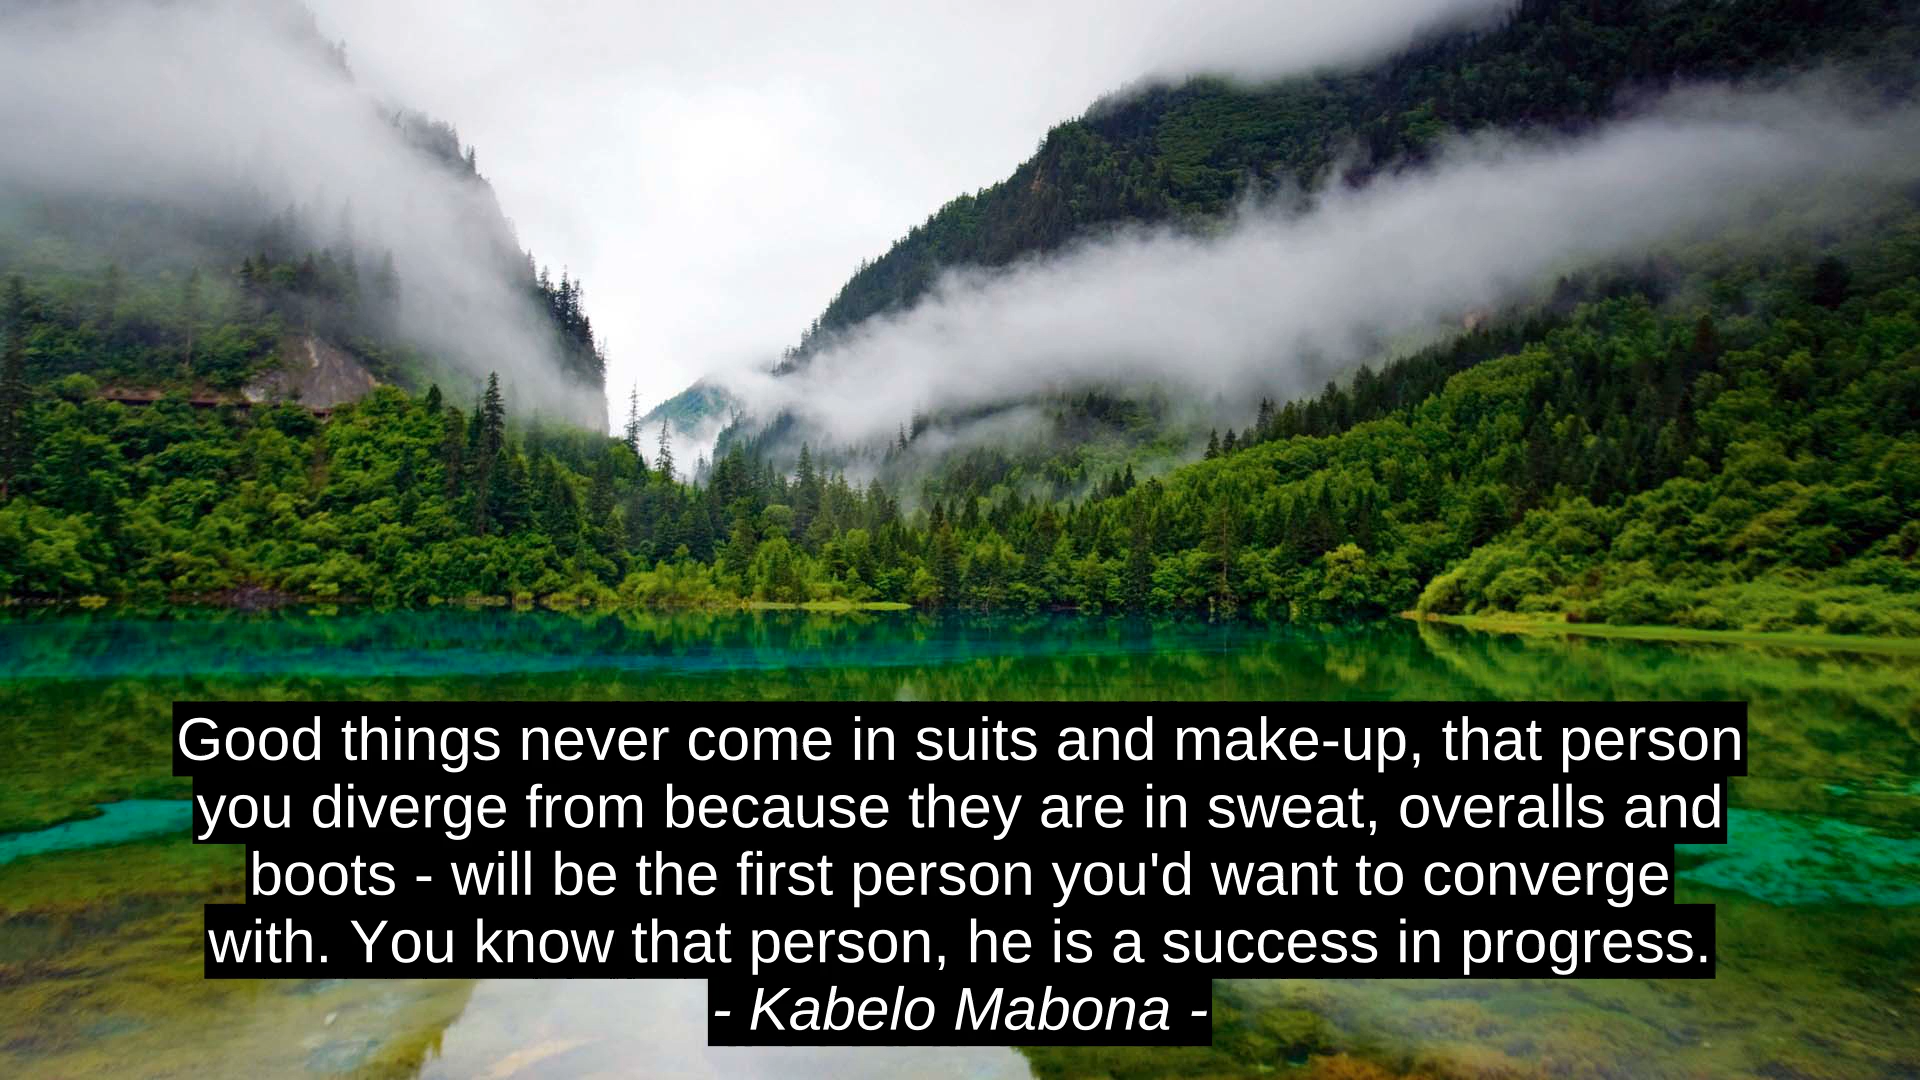 Good things never come in suits and make-up, that person
you diverge from because they are in sweat, overalls and
boots - will be the first person you'd want to converge
with. You know that person, he is a success in progress.
- Kabelo Mabona -